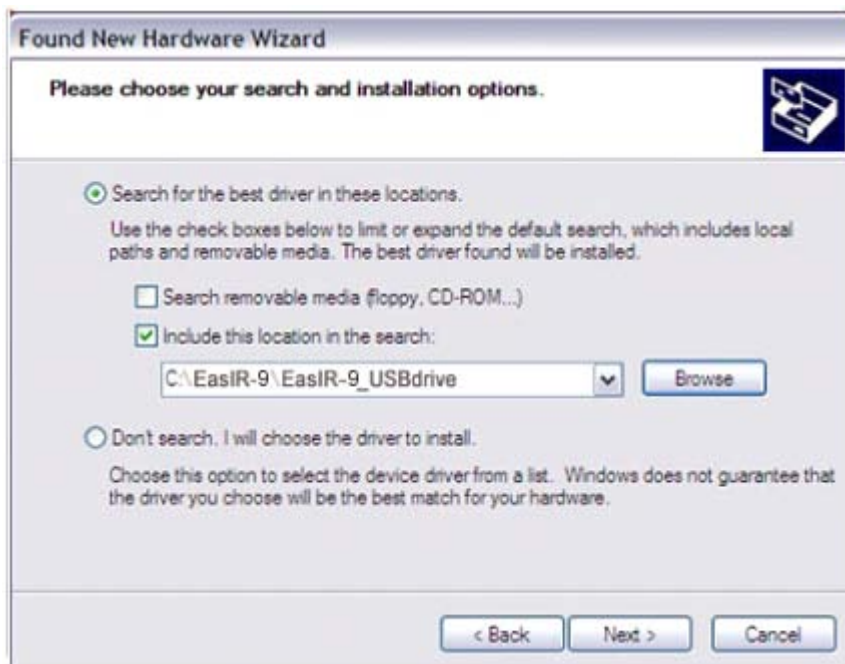 Found New Hardware Wizard
Please choose your search and installation options.
Search for the best driver in these locations.
Use the check boxes below to limit or expand the default search, which includes local
paths and removable media. The best driver found will be installed.
Search removable media (floppy, CD-ROM...)
Include this location in the search:
C:\EasIR-9\EasIR-9_USBdrive
Browse
Don't search. I will choose the driver to install.
Choose this option to select the device driver from a list. Windows does not guarantee that
the driver you choose will be the best match for your hardware.
< Back
Next >
Cancel